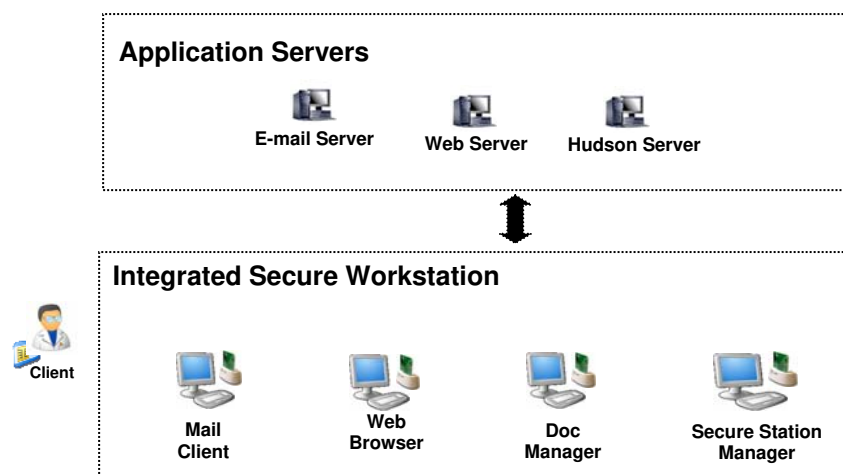 Application Servers
E-mail Server
Web Server
Hudson Server
Integrated Secure Workstation
Client
Mail
Client
Web
Browser
Doc
Manager
Secure Station
Manager